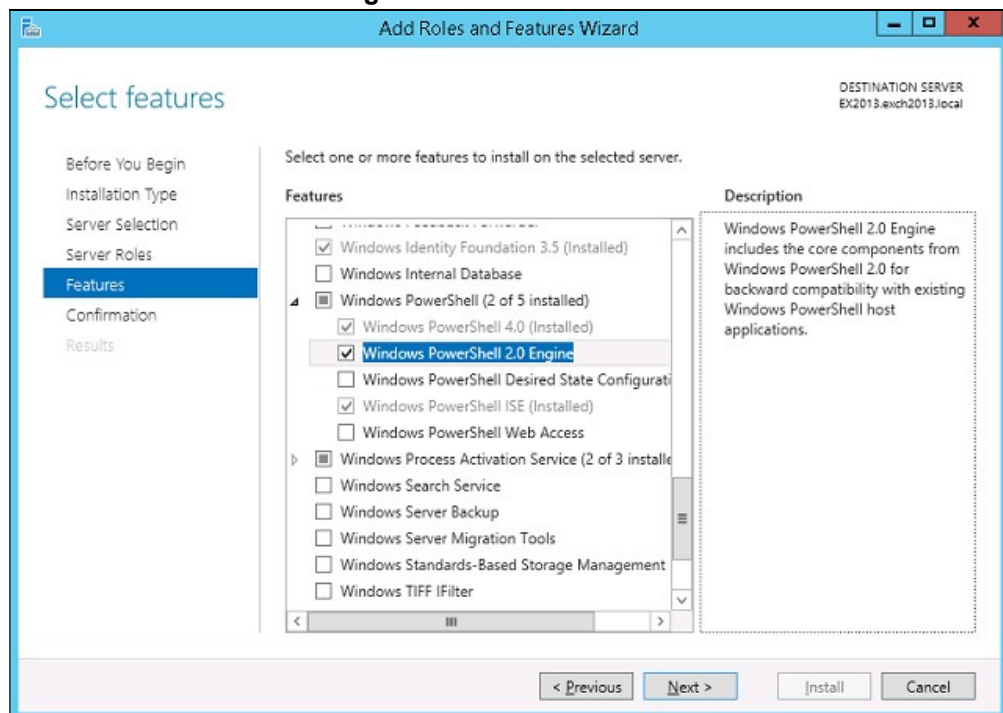 Add Roles and Features Wizard
Select features
DESTINATION SERVER
EX2013.exch2013.local
Before You Begin
Installation Type
Server Selection
Server Roles
Features
Confirmation
Results
Select one or more features to install on the selected server.
Features
Windows Identity Foundation 3.5 (Installed)
Windows Internal Database
Windows PowerShell (2 of 5 installed)
Windows PowerShell 4.0 (Installed)
Windows PowerShell 2.0 Engine
Windows PowerShell Desired State Configurati
Windows PowerShell ISE (Installed)
Windows PowerShell Web Access
Windows Process Activation Service (2 of 3 installe
Windows Search Service
Windows Server Backup
Windows Server Migration Tools
Windows Standards-Based Storage Management
Windows TIFF IFilter
Description
Windows PowerShell 2.0 Engine
includes the core components from
Windows PowerShell 2.0 for
backward compatibility with existing
Windows PowerShell host
applications.
< Previous
Next >
Install
Cancel